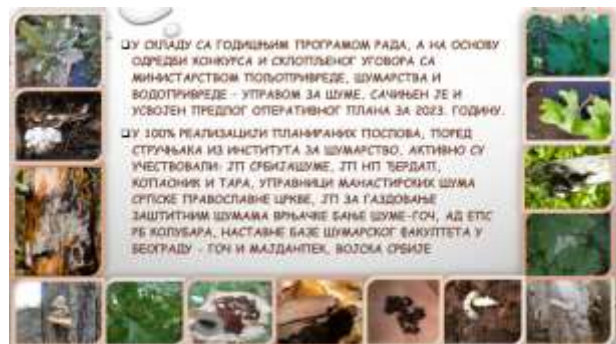 ❑У СКЛАДУ СА ГОДИШЊИМ ПРОГРАМОМ РАДА, А НА ОСНОВУ
ОДРЕДБИ КОНКУРСА И СКЛОПЉЕНОГ УГОВОРА СА
МИНИСТАРСТВОМ ПОЉОПРИВРЕДЕ, ШУМАРСТВА И
ВОДОПРИВРЕДЕ - УПРАВОМ ЗА ШУМЕ, САЧИЊЕН ЈЕ И
УСВОЈЕН ПРЕДЛОГ ОПЕРАТИВНОГ ПЛАНА ЗА 2023. ГОДИНУ.
❑У 100% РЕАЛИЗАЦИЈИ ПЛАНИРАНИХ ПОСЛОВА, ПОРЕД
СТРУЧЊАКА ИЗ ИНСТИТУТА ЗА ШУМАРСТВО, АКТИВНО СУ
УЧЕСТВОВАЛИ: ЈП СРБИЈАШУМЕ, ЈП НП ЂЕРДАП,
КОПАОНИК И ТАРА, УПРАВНИЦИ МАНАСТИРСКИХ ШУМА
СРПСКЕ ПРАВОСЛАВНЕ ЦРКВЕ, ЈП ЗА ГАЗДОВАЊЕ
ЗАШТИТНИМ ШУМАМА ВРЊАЧКЕ БАЊЕ ШУМЕ-ГОЧ, АД ЕПС
РБ КОЛУБАРА, НАСТАВНЕ БАЗЕ ШУМАРСКОГ ФАКУЛТЕТА У
БЕОГРАДУ - ГОЧ И МАЈДАНПЕК, ВОЈСКА СРБИЈЕ